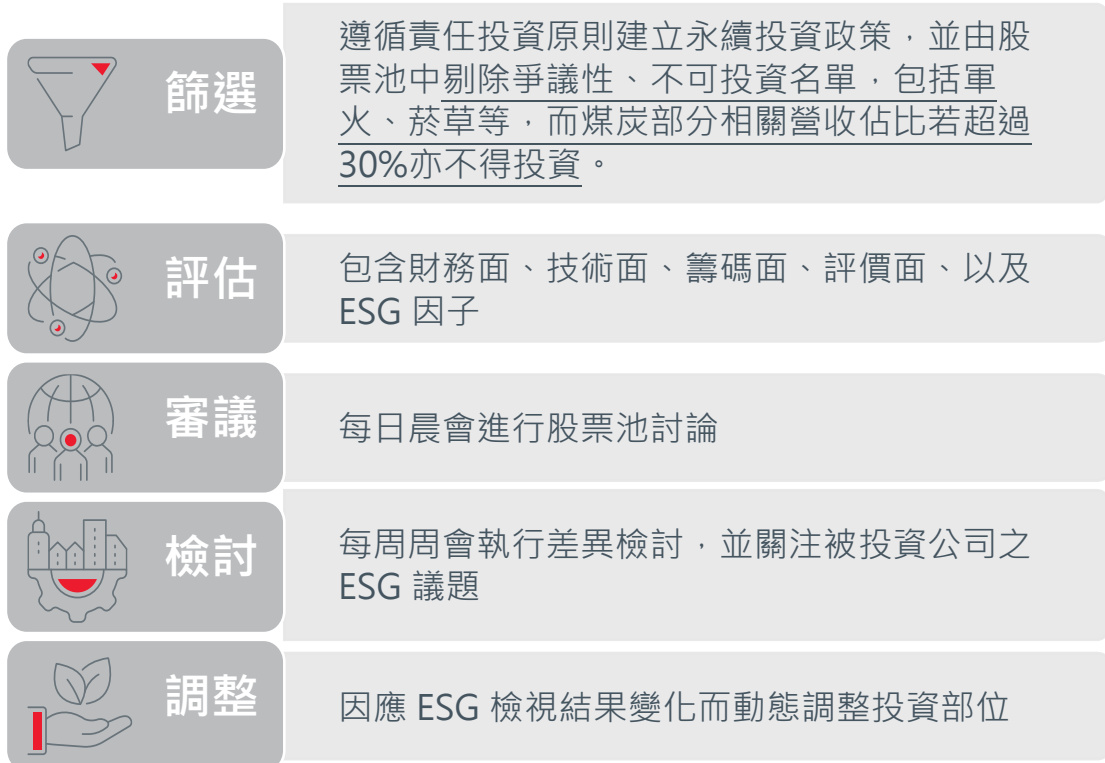 篩選
遵循責任投資原則建立永續投資政策，並由股
票池中剔除爭議性、不可投資名單，包括軍
火、菸草等，而煤炭部分相關營收佔比若超過
30%亦不得投資。
評估
包含財務面、技術面、籌碼面、評價面、以及
ESG 因子
審議
每日晨會進行股票池討論
檢討
每周周會執行差異檢討，並關注被投資公司之
ESG 議題
調整
因應 ESG 檢視結果變化而動態調整投資部位